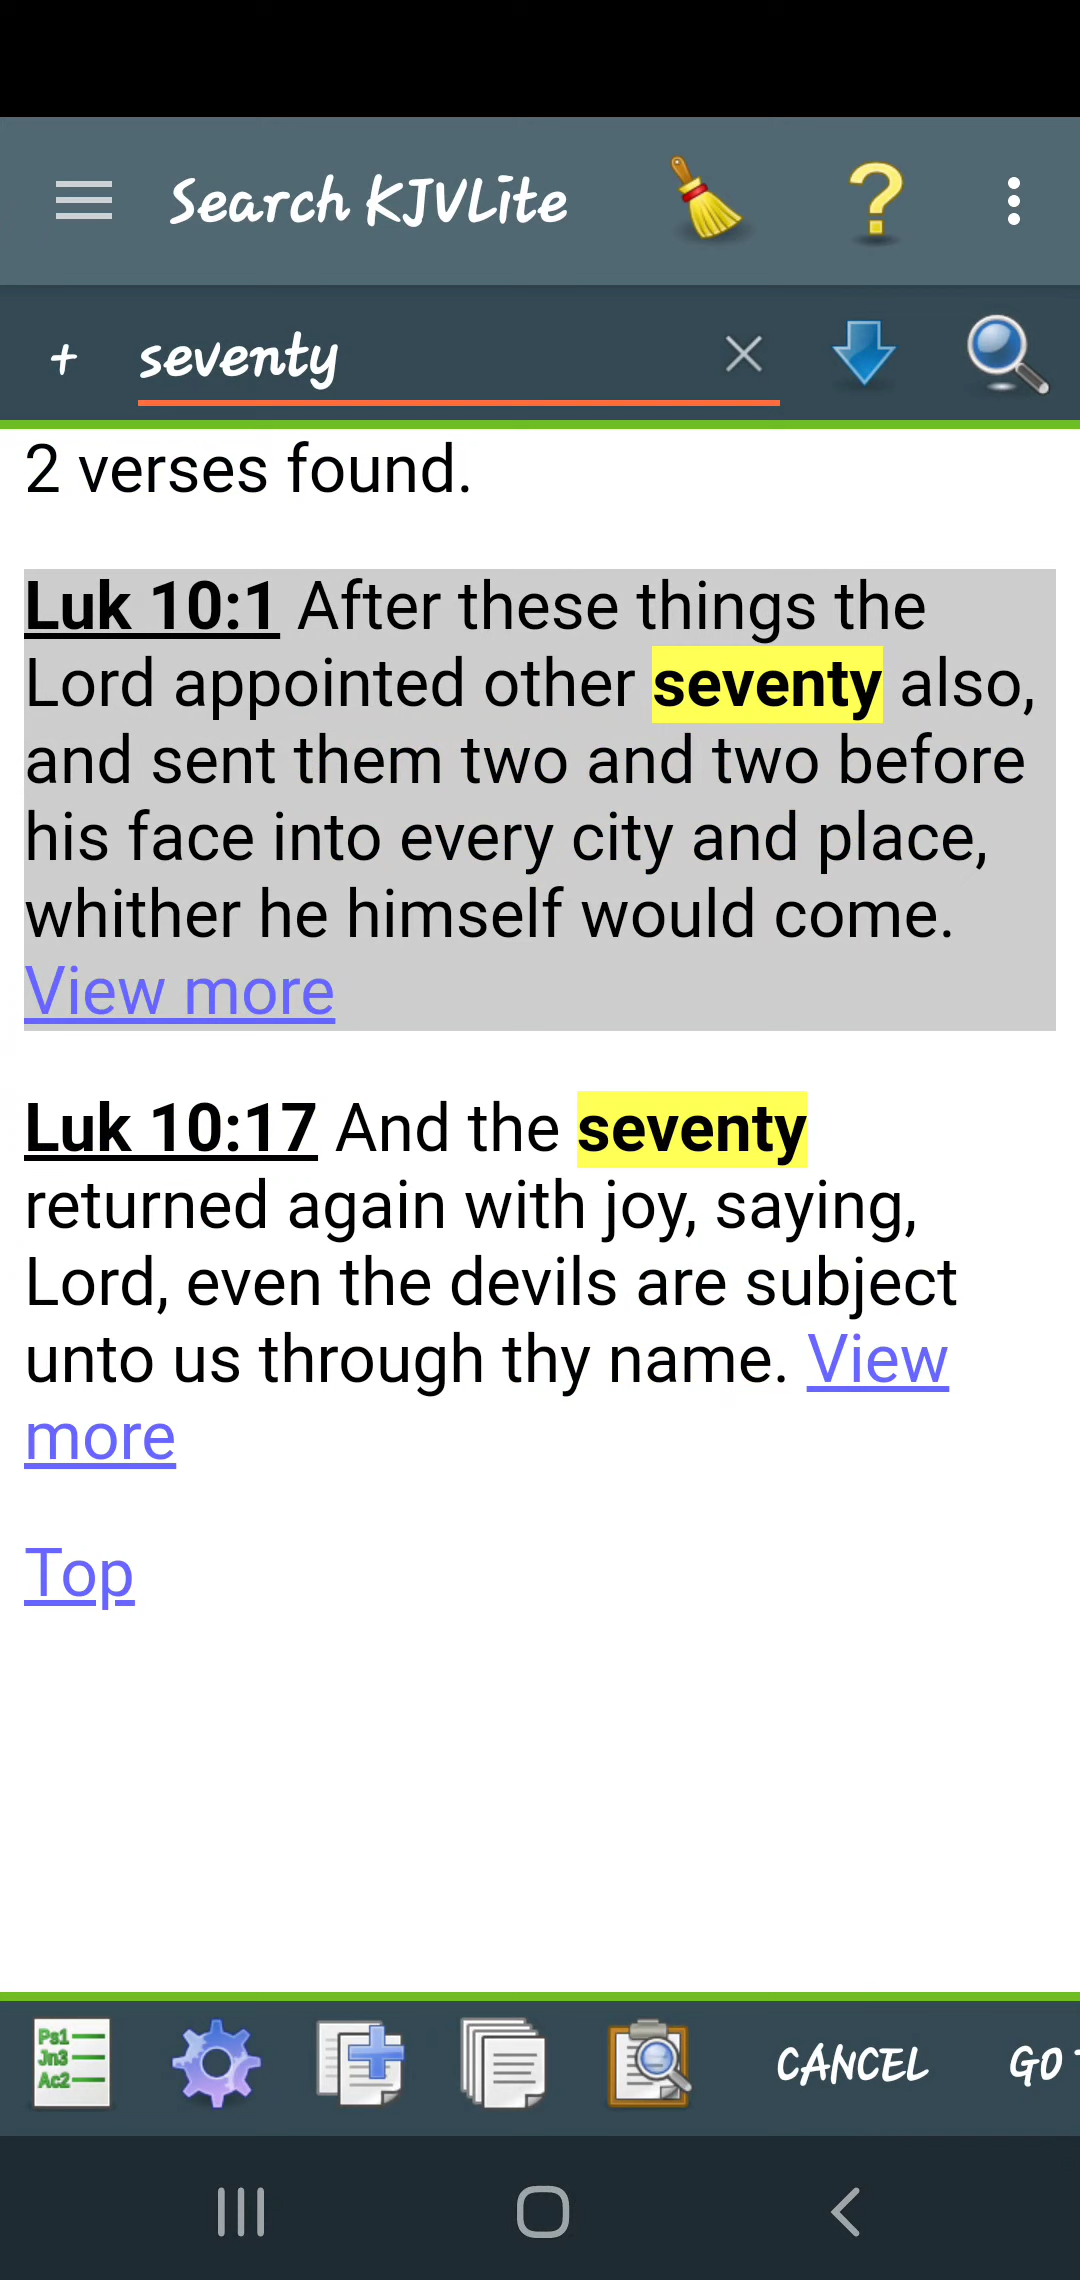 Search KJVLite
+ seventy
2 verses found.
Luk 10:1 After these things the
Lord appointed other seventy also,
and sent them two and two before
his face into every city and place,
whither he himself would come.
View more
Luk 10:17 And the seventy
returned again with joy, saying,
Lord, even the devils are subject
unto us through thy name. View
more
Top
Ps1
Jn3
Ac2
CANCEL GO